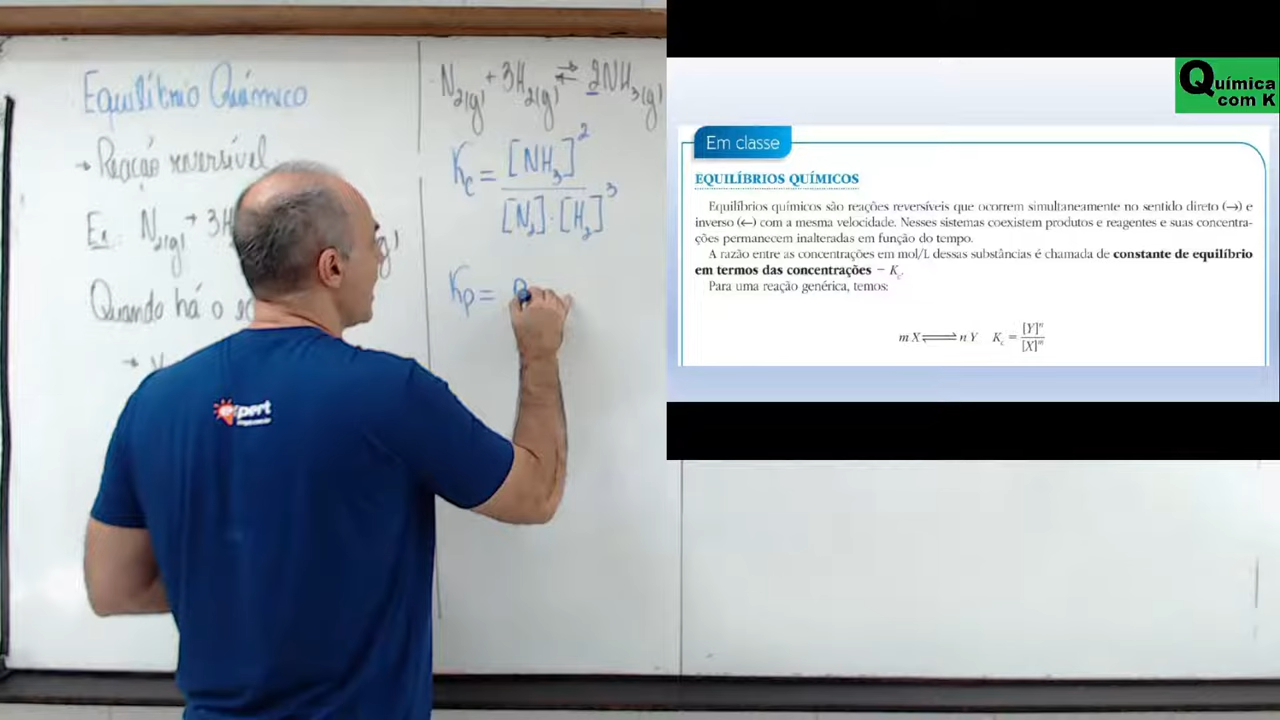 Equilíbrio Químico
→ Reação reversível
Ex: N2(g) + 3H
Quando há o
N2(g) + 3H2(g) ⇌ 2NH3(g)
Kc = [NH3]²
[N2] . [H2]³
Kp =
expert
Química
com K
Em classe
EQUILÍBRIOS QUÍMICOS
Equilíbrios químicos são reações reversíveis que ocorrem simultaneamente no sentido direto (→) e
inverso (←) com a mesma velocidade. Nesses sistemas coexistem produtos e reagentes e suas concentra-
ções permanecem inalteradas em função do tempo.
A razão entre as concentrações em mol/L dessas substâncias é chamada de constante de equilíbrio
em termos das concentrações – Kc.
Para uma reação genérica, temos:
m X ⇌ n Y Kc = [Y]ⁿ
[X]ᵐ